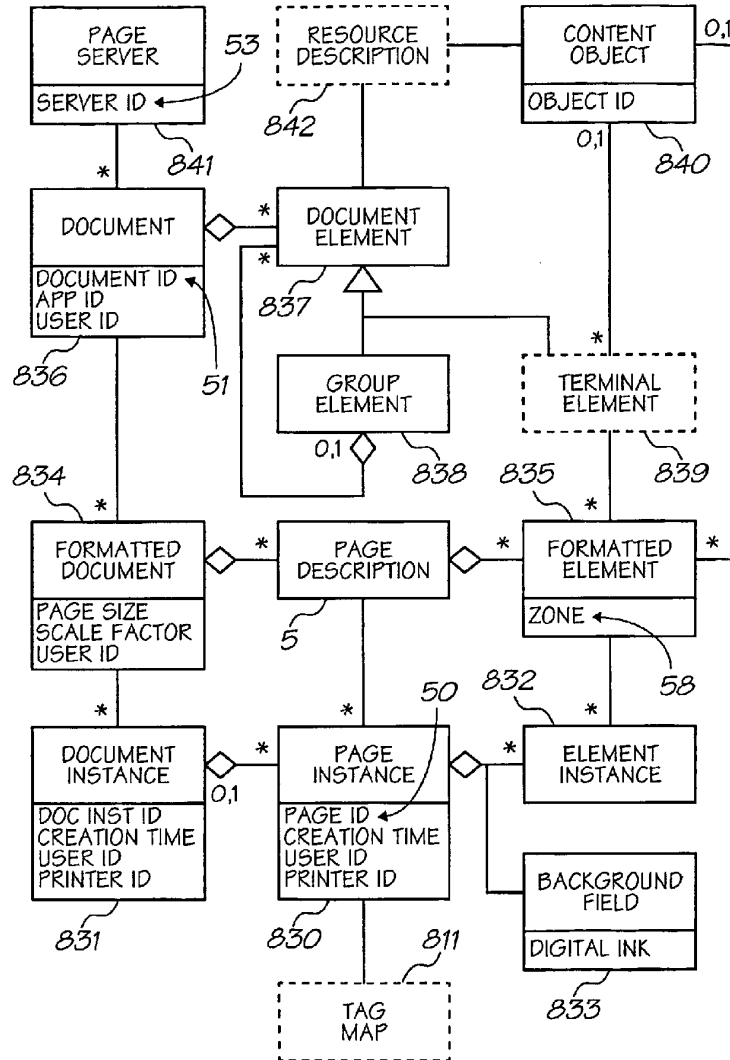 PAGE
SERVER
SERVER ID
53
841
*
RESOURCE
DESCRIPTION
842
CONTENT
OBJECT
OBJECT ID
0,1
0,1
840
DOCUMENT
DOCUMENT ID
APP ID
USER ID
836
51
*
DOCUMENT
ELEMENT
*
837
GROUP
ELEMENT
0,1
838
*
TERMINAL
ELEMENT
839
834
*
FORMATTED
DOCUMENT
PAGE SIZE
SCALE FACTOR
USER ID
*
PAGE
DESCRIPTION
5
835
*
*
FORMATTED
ELEMENT
*
ZONE
58
*
DOCUMENT
INSTANCE
0,1
DOC INST ID
CREATION TIME
USER ID
PRINTER ID
831
50
*
*
PAGE
INSTANCE
PAGE ID
CREATION TIME
USER ID
PRINTER ID
830
832
*
*
ELEMENT
INSTANCE
BACKGROUND
FIELD
DIGITAL INK
833
811
TAG
MAP